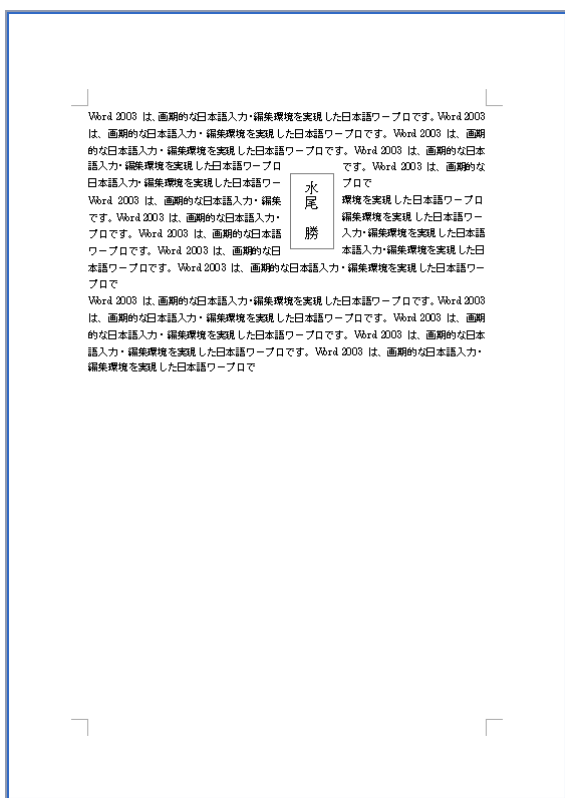 Word 2003 は、画期的な日本語入力・編集環境を実現した日本語ワープロです。Word 2003
は、画期的な日本語入力・編集環境を実現した日本語ワープロです。Word 2003 は、画期
的な日本語入力・編集環境を実現した日本語ワープロです。Word 2003 は、画期的な日本
語入力・編集環境を実現した日本語ワープロ
です。Word 2003 は、画期的な
日本語入力・編集環境を実現した日本語ワー
プロで
Word 2003 は、画期的な日本語入力・編集
環境を実現した日本語ワープロ
です。Word 2003 は、画期的な日本語入力・
編集環境を実現した日本語ワー
プロです。Word 2003 は、画期的な日本語
入力・編集環境を実現した日本語
ワープロです。Word 2003 は、画期的な日
本語入力・編集環境を実現した日
水尾 勝
本語ワープロです。Word 2003 は、画期的な日本語入力・編集環境を実現した日本語ワー
プロで
Word 2003 は、画期的な日本語入力・編集環境を実現した日本語ワープロです。Word 2003
は、画期的な日本語入力・編集環境を実現した日本語ワープロです。Word 2003 は、画期
的な日本語入力・編集環境を実現した日本語ワープロです。Word 2003 は、画期的な日本
語入力・編集環境を実現した日本語ワープロです。Word 2003 は、画期的な日本語入力・
編集環境を実現した日本語ワープロで